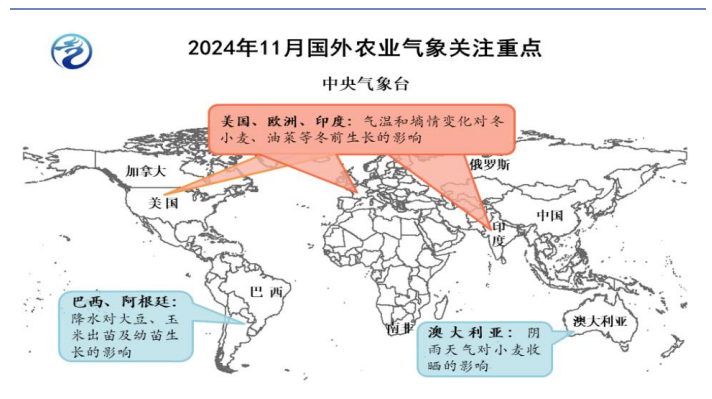 2024年11月国外农业气象关注重点
中央气象台
美国、欧洲、印度：气温和墒情变化对冬
小麦、油菜等冬前生长的影响
加拿大
俄罗斯
美国
中国
印
度
巴西
巴西、阿根廷：
降水对大豆、玉
米出苗及幼苗生
长的影响
南非
澳大利亚
澳大利亚：阴
雨天气对小麦收
晒的影响